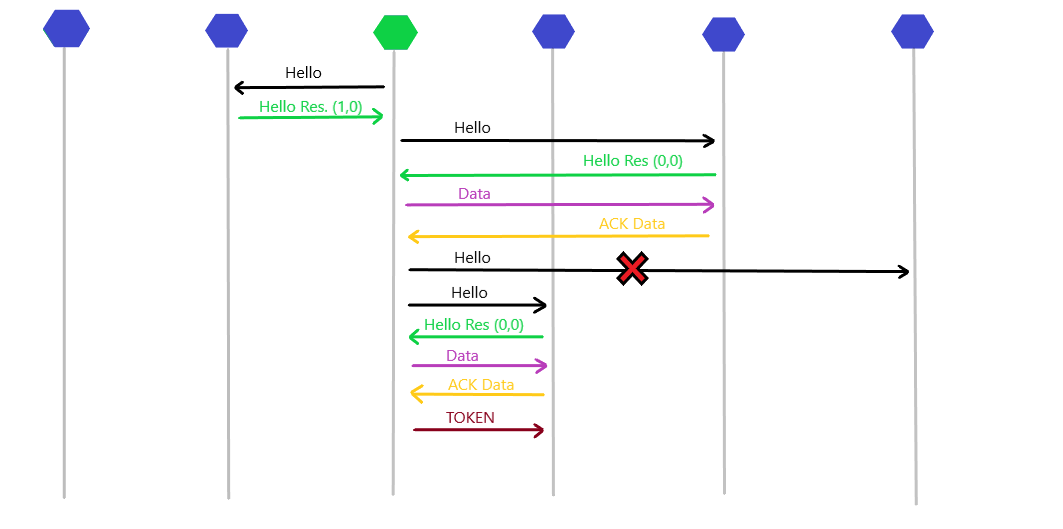 Hello
Hello Res. (1,0)
Hello
Hello Res (0,0)
Data
ACK Data
Hello
Hello
Hello Res (0,0)
Data
ACK Data
TOKEN